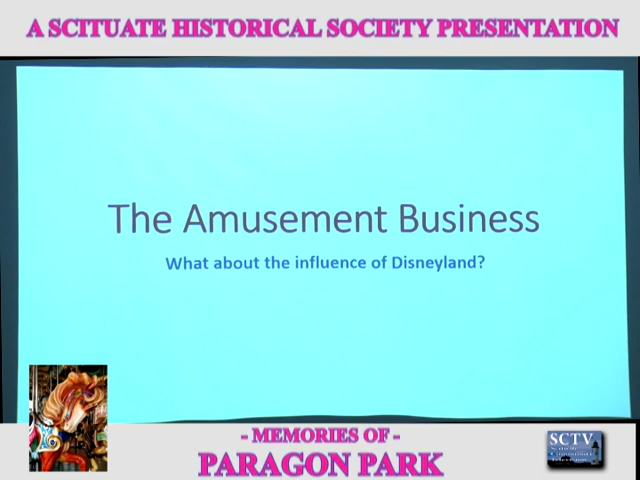 A SCITUATE HISTORICAL SOCIETY PRESENTATION
The Amusement Business
What about the influence of Disneyland?
- MEMORIES OF -
PARAGON PARK
SCTV